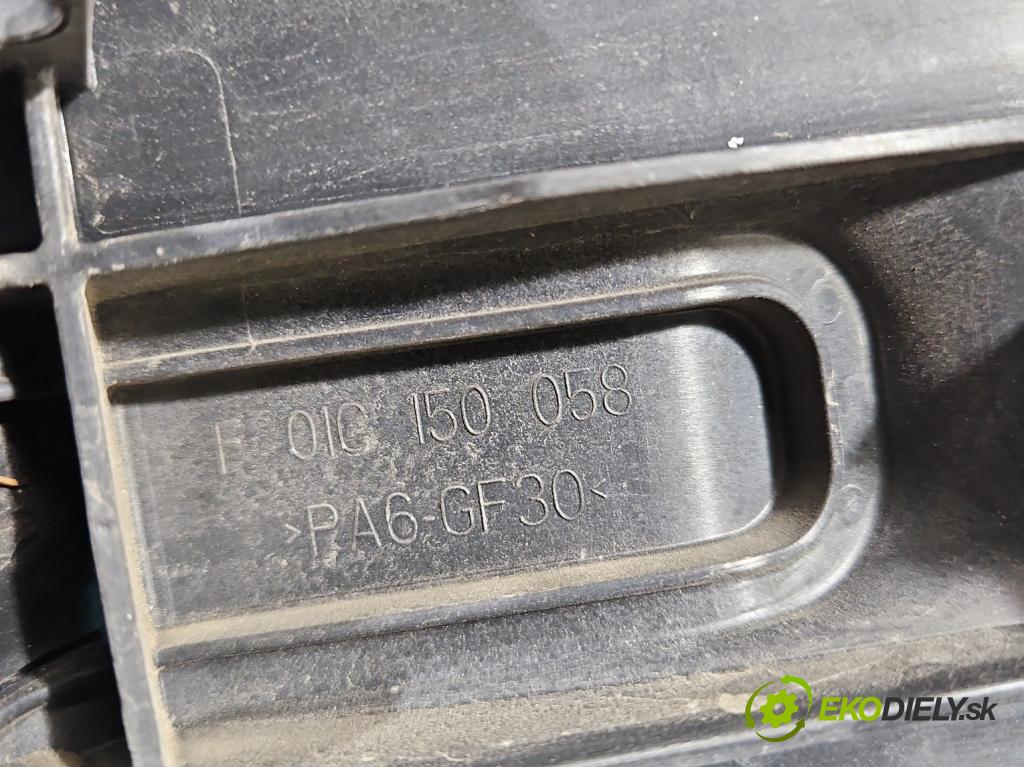 F 01C 150 058
>PA6-GF30<
EKODIELY.sk